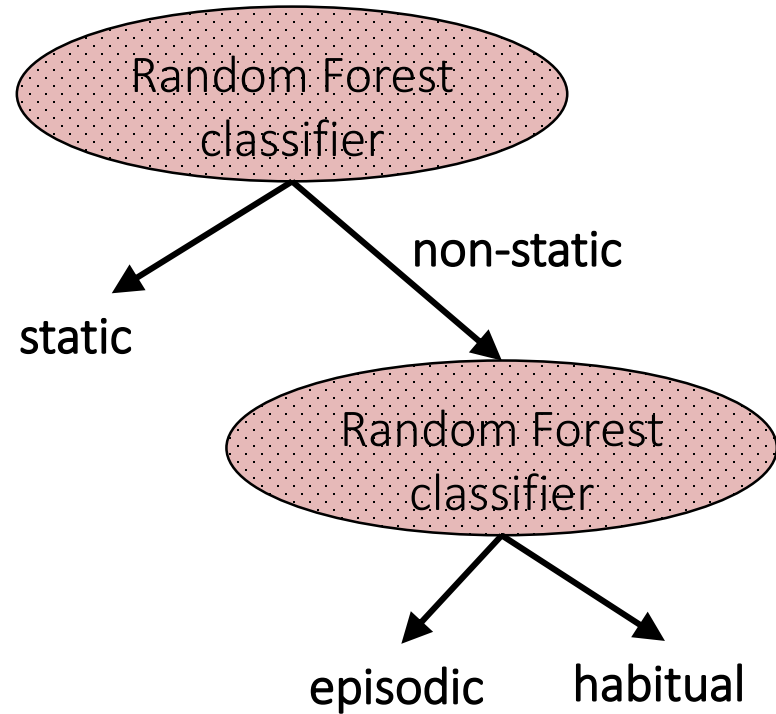 Random Forest
classifier
non-static
static
Random Forest
classifier
episodic
habitual